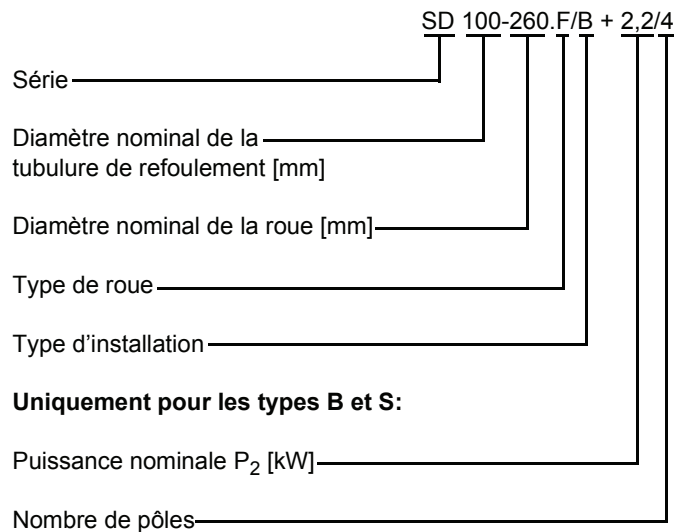 SD 100-260.F/B + 2,2/4
Série
Diamètre nominal de la
tubulure de refoulement [mm]
Diamètre nominal de la roue [mm]
Type de roue
Type d’installation
Uniquement pour les types B et S:
Puissance nominale P2 [kW]
Nombre de pôles